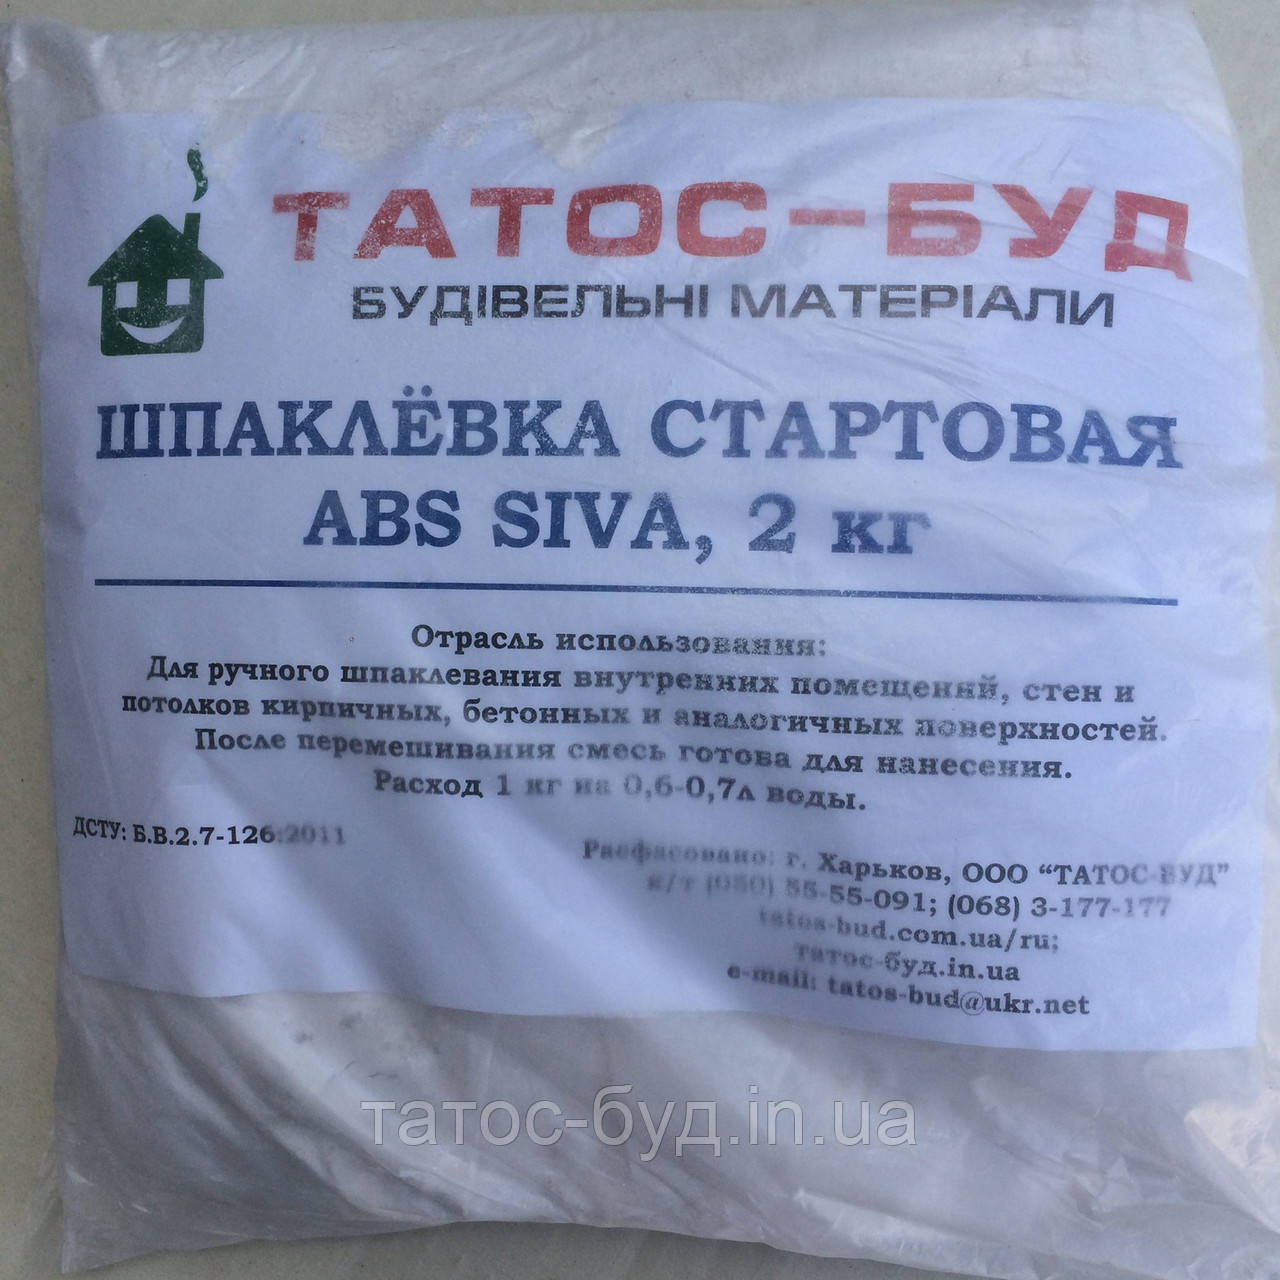 ТАТОС-БУД
БУДІВЕЛЬНІ МАТЕРІАЛИ
ШПАКЛЁВКА СТАРТОВАЯ
ABS SIVA, 2 кг
Отрасль использования:
Для ручного шпаклевания внутренних помещений, стен и
потолков кирпичных, бетонных и аналогичных поверхностей.
После перемешивания смесь готова для нанесения.
Расход 1 кг на 0,6-0,7л воды.
ДСТУ: Б.В.2.7-126:2011
Расфасовано: г. Харьков, ООО “ТАТОС-БУД”
к/т (050) 55-55-091; (068) 3-177-177
tatos-bud.com.ua/ru;
татос-буд.in.ua
e-mail: tatos-bud@ukr.net
татос-буд.in.ua